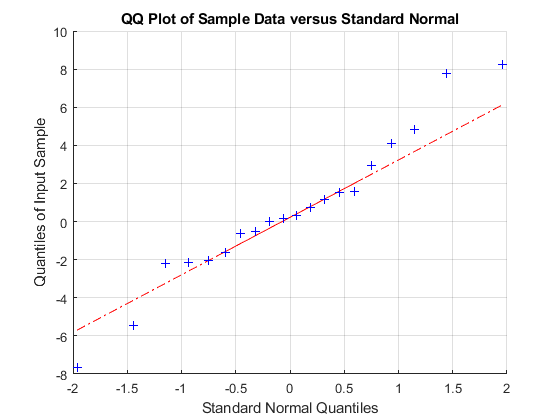 QQ Plot of Sample Data versus Standard Normal
10
8
6
4
2
0
-2
-4
-6
-8
Quantiles of Input Sample
-2 -1.5 -1 -0.5 0 0.5 1 1.5 2
Standard Normal Quantiles